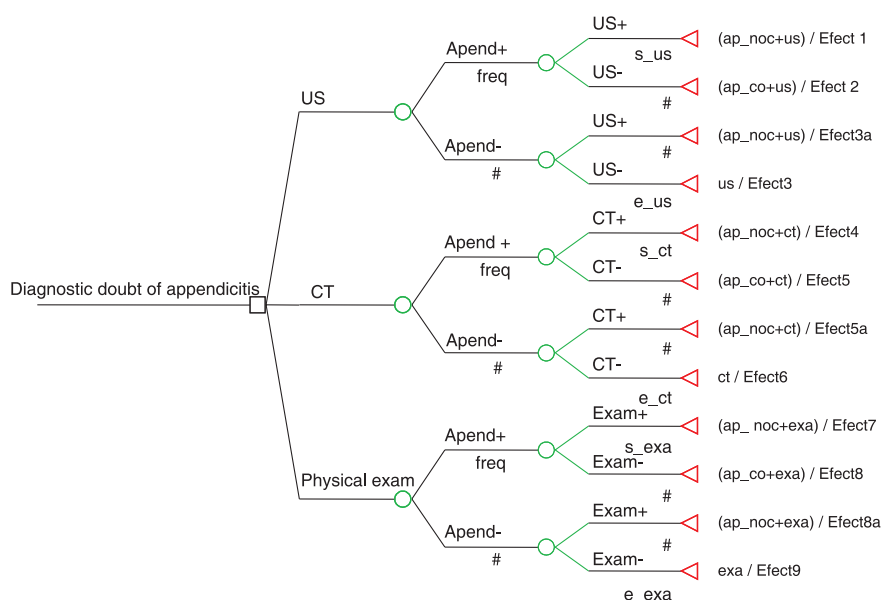 US+
Apend+
s_us
(ap_noc+us) / Efect 1
freq
US-
#
(ap_co+us) / Efect 2
US
US+
#
(ap_noc+us) / Efect3a
Apend-
#
US-
e_us
us / Efect3
CT+
s_ct
(ap_noc+ct) / Efect4
Apend +
freq
CT-
#
(ap_co+ct) / Efect5
Diagnostic doubt of appendicitis
CT
CT+
#
(ap_noc+ct) / Efect5a
Apend-
#
CT-
e_ct
ct / Efect6
Exam+
s_exa
(ap_ noc+exa) / Efect7
Apend+
freq
Exam-
#
(ap_co+exa) / Efect8
Physical exam
Exam+
#
(ap_noc+exa) / Efect8a
Apend-
#
Exam-
e_exa
exa / Efect9